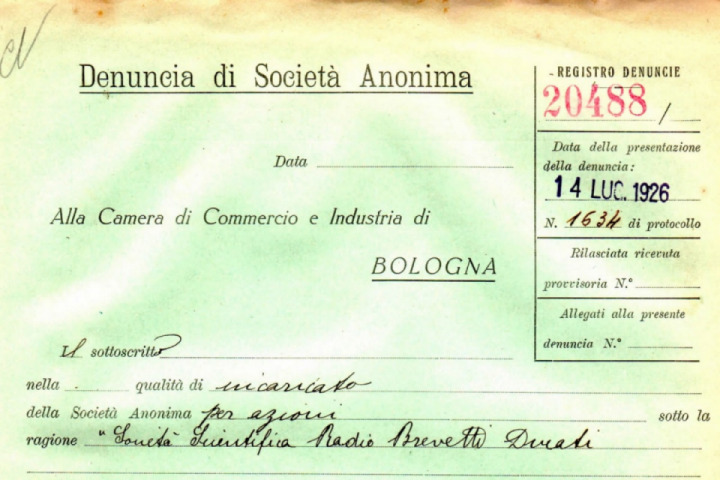 Denuncia di Società Anonima
- REGISTRO DENUNCIE
20488 /
Data
Data della presentazione
della denuncia:
14 LUG. 1926
Alla Camera di Commercio e Industria di
N. 1634 di protocollo
BOLOGNA
Rilasciata ricevuta
provvisoria N.°
Allegati alla presente
denuncia N.°
Il sottoscritto
nella qualità di incaricato
della Società Anonima per azioni sotto la
ragione "Società Scientifica Radio Brevetti Ducati